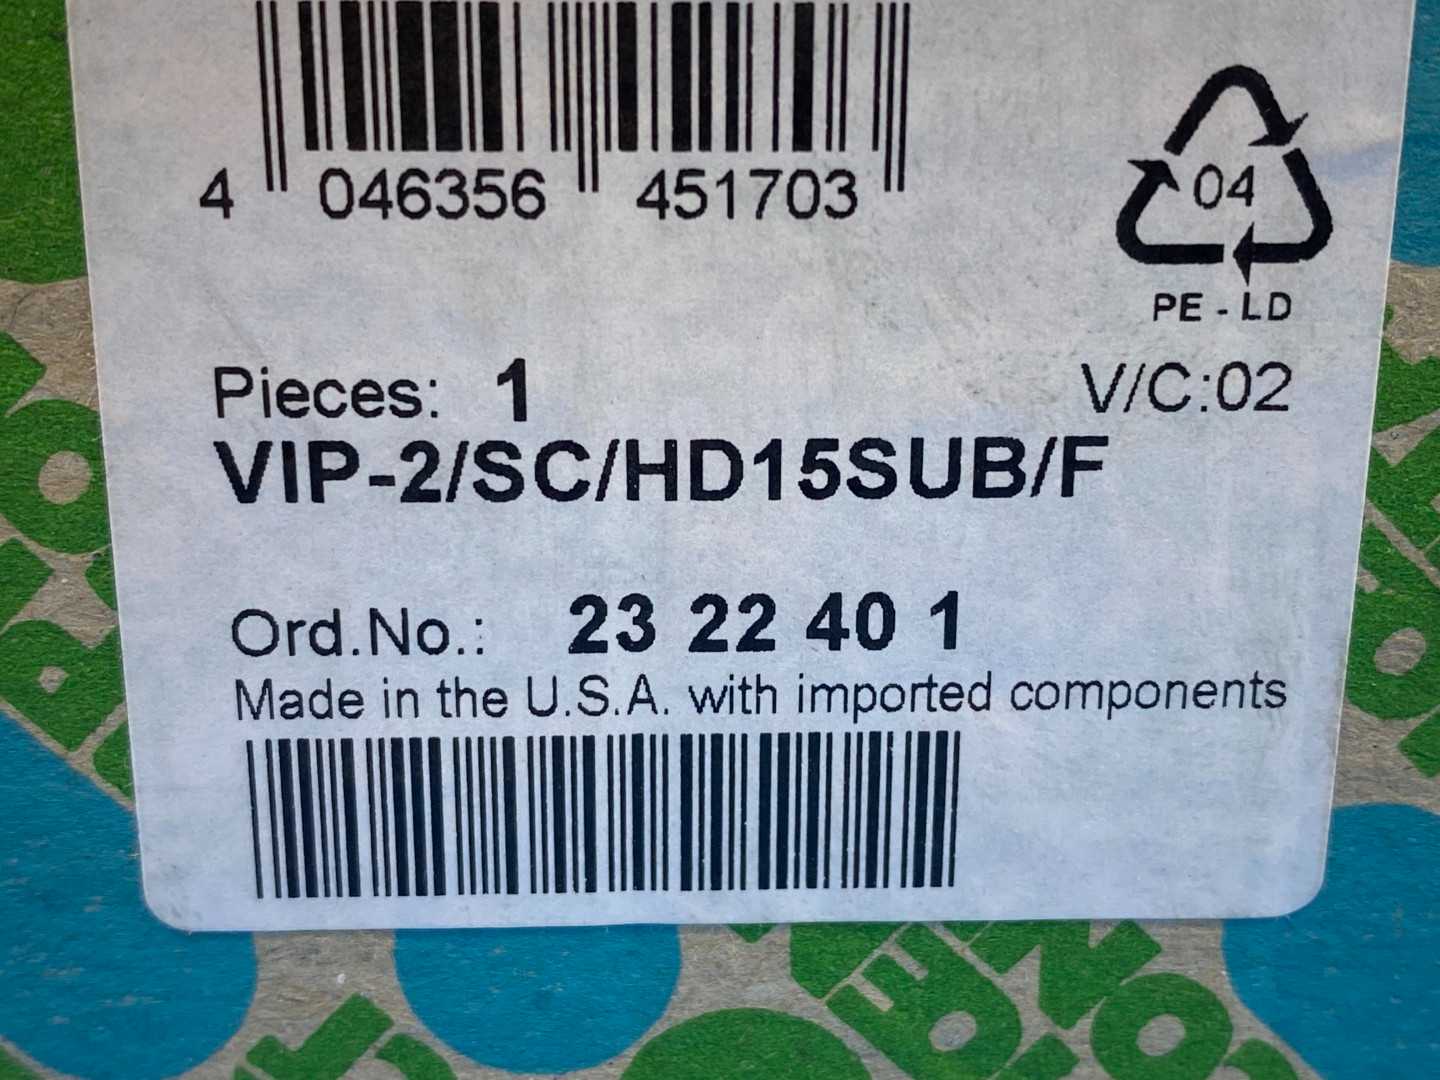 4 046356 451703
04
PE - LD
Pieces: 1
V/C:02
VIP-2/SC/HD15SUB/F
Ord.No.: 23 22 40 1
Made in the U.S.A. with imported components